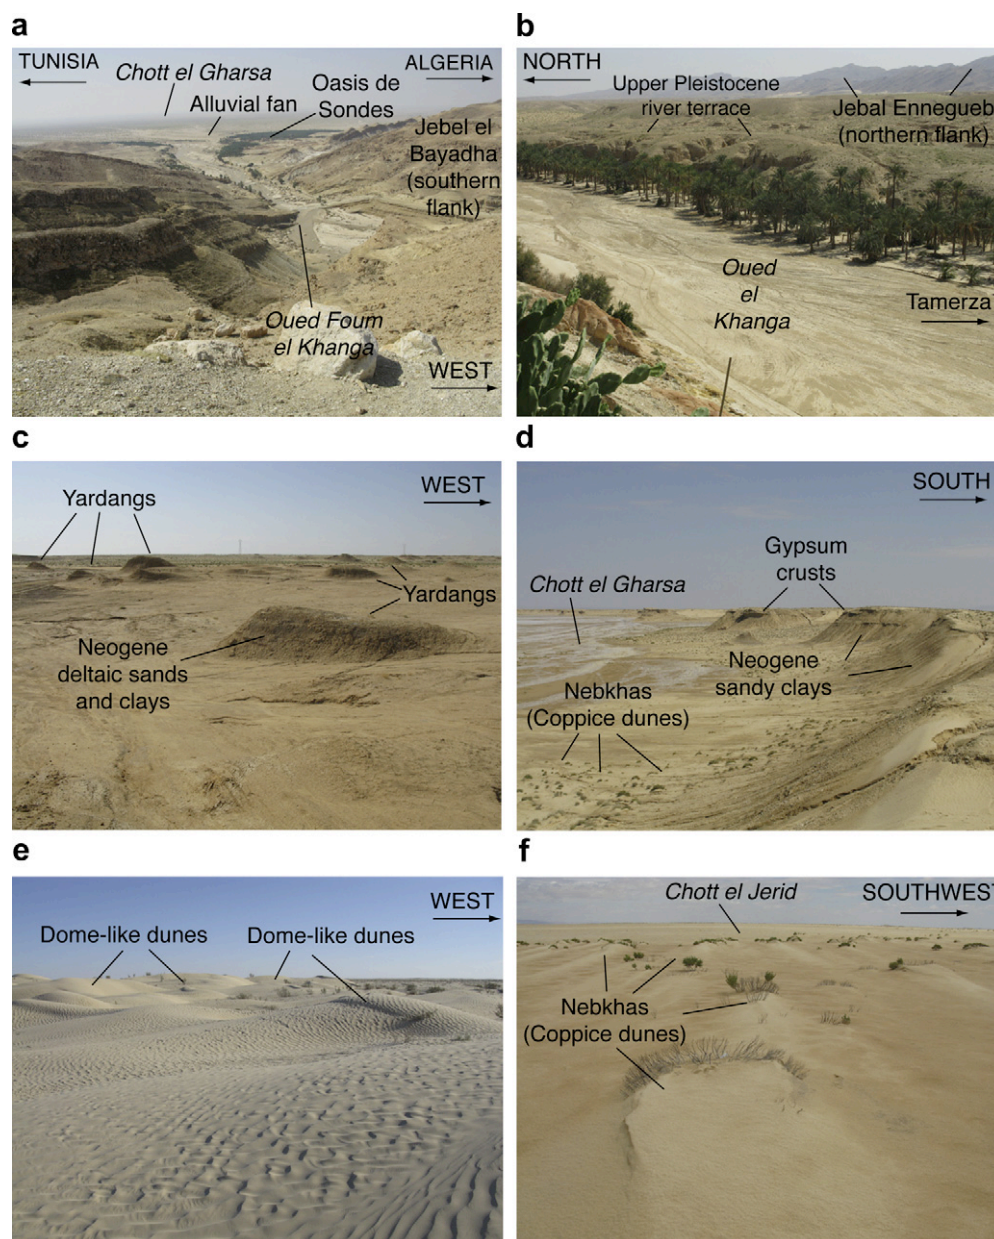 a
TUNISIA
Chott el Gharsa
Alluvial fan
Oasis de
Sondes
ALGERIA
Jebel el
Bayadha
(southern
flank)
Oued Foum
el Khanga
WEST
b
NORTH
Upper Pleistocene
river terrace
Jebal Ennegueb
(northern flank)
Oued
el
Khanga
Tamerza
c
WEST
Yardangs
Yardangs
Neogene
deltaic sands
and clays
d
SOUTH
Gypsum
crusts
Chott el Gharsa
Neogene
sandy clays
Nebkhas
(Coppice dunes)
e
WEST
Dome-like dunes
Dome-like dunes
f
Chott el Jerid
SOUTHWEST
Nebkhas
(Coppice dunes)